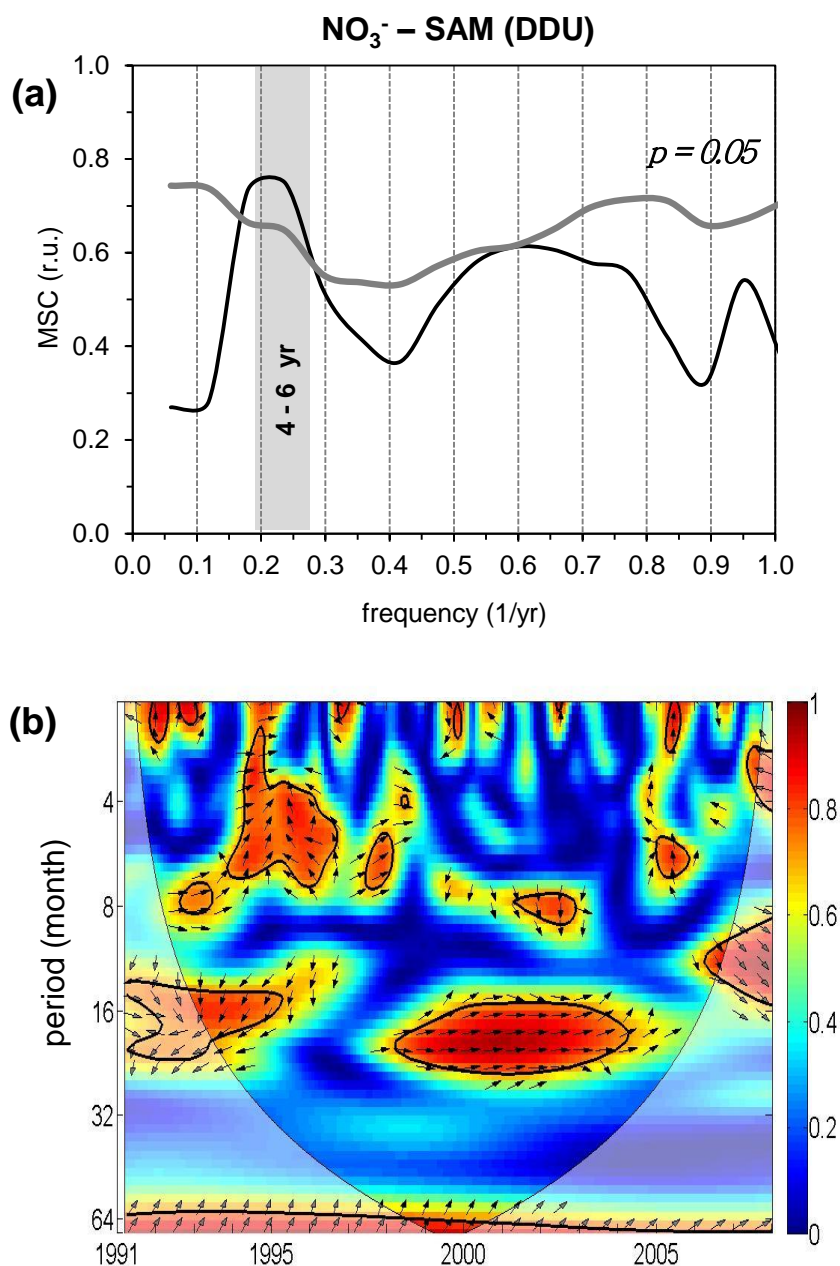 NO₃⁻ – SAM (DDU)
(a)
1.0
0.8
0.6
0.4
0.2
0.0
MSC (r.u.)
p = 0.05
4 - 6 yr
0.0 0.1 0.2 0.3 0.4 0.5 0.6 0.7 0.8 0.9 1.0
frequency (1/yr)
(b)
period (month)
4
8
16
32
64
1991 1995 2000 2005
1
0.8
0.6
0.4
0.2
0